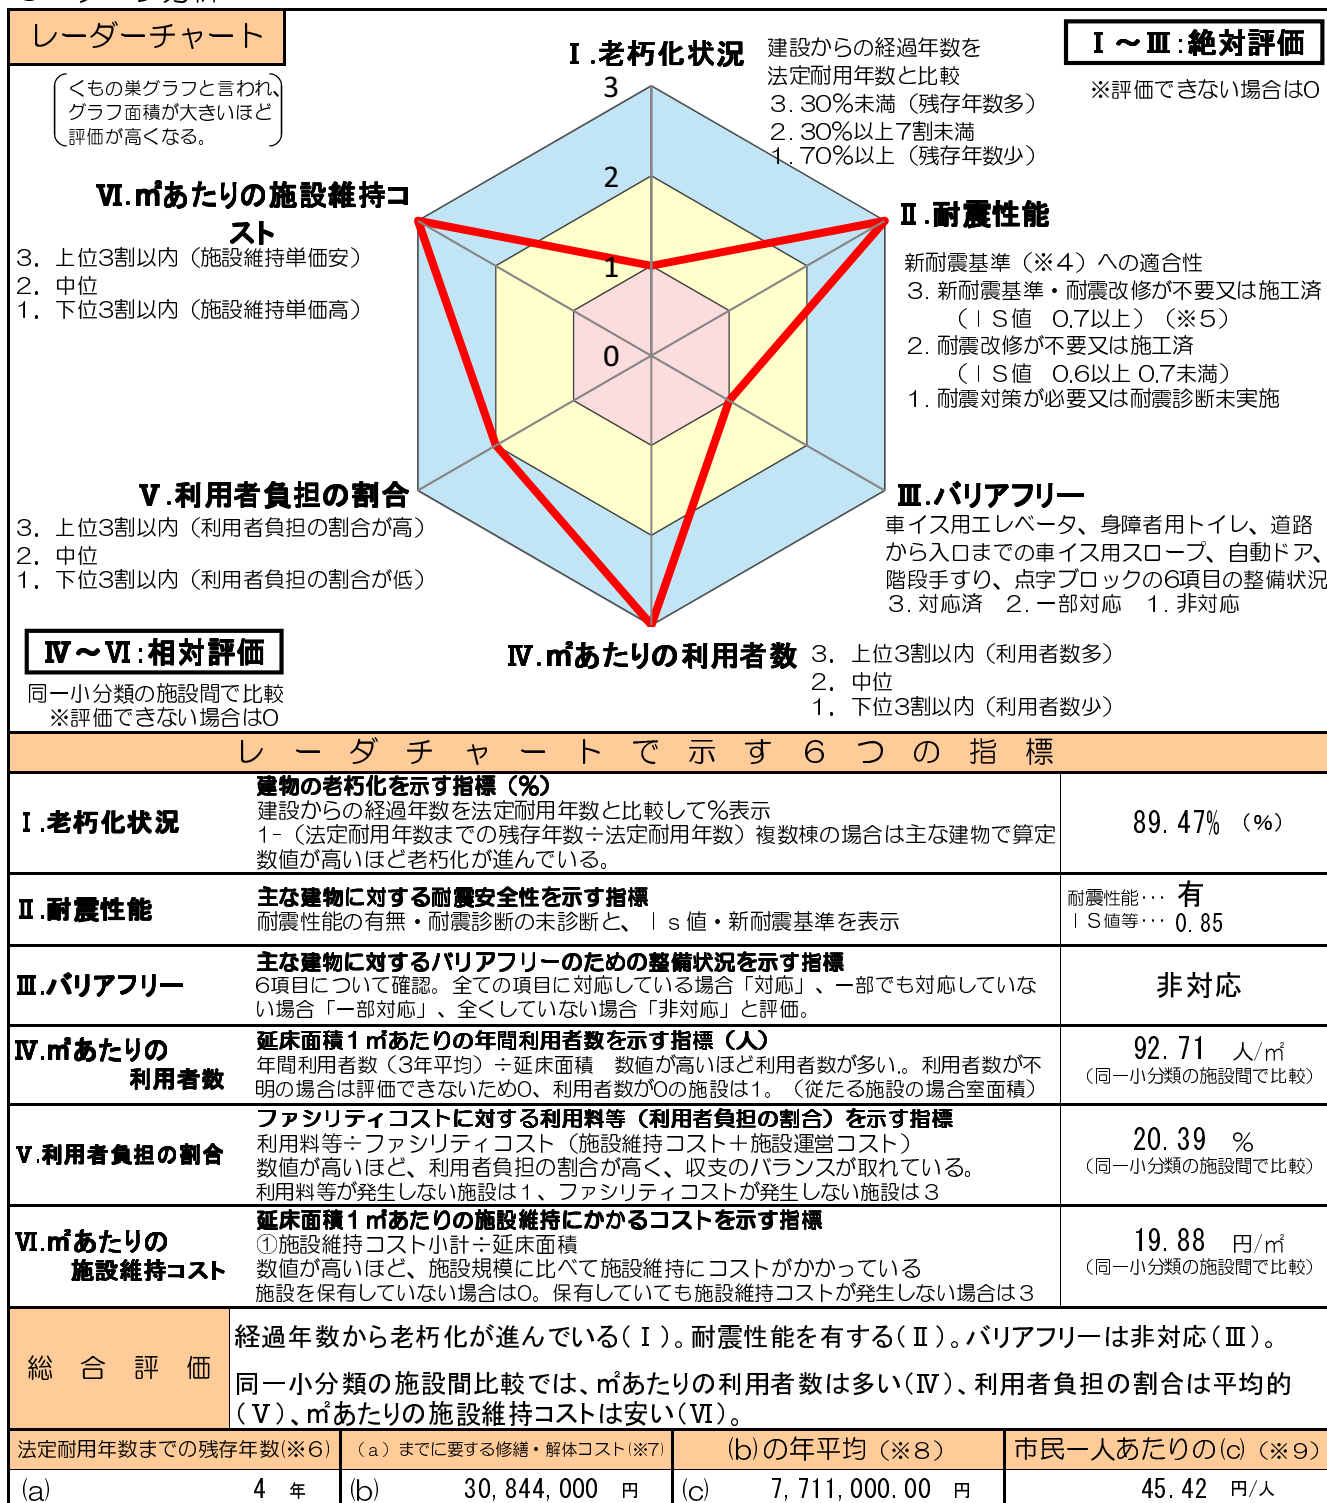 レーダーチャート
くもの巣グラフと言われ、
グラフ面積が大きいほど
評価が高くなる。
Ⅰ.老朽化状況
建設からの経過年数を
法定耐用年数と比較
3.30%未満（残存年数多）
2.30%以上7割未満
1.70%以上（残存年数少）
Ⅰ～Ⅲ:絶対評価
※評価できない場合は0
3
2
1
0
Ⅵ.㎡あたりの施設維持コ
スト
3. 上位3割以内（施設維持単価安）
2. 中位
1. 下位3割以内（施設維持単価高）
Ⅱ.耐震性能
新耐震基準（※4）への適合性
3.新耐震基準・耐震改修が不要又は施工済
（ＩＳ値 0.7以上）（※5）
2.耐震改修が不要又は施工済
（ＩＳ値 0.6以上 0.7未満）
1.耐震対策が必要又は耐震診断未実施
Ⅴ.利用者負担の割合
3. 上位3割以内（利用者負担の割合が高）
2. 中位
1. 下位3割以内（利用者負担の割合が低）
Ⅲ.バリアフリー
車イス用エレベータ、身障者用トイレ、道路
から入口までの車イス用スロープ、自動ドア、
階段手すり、点字ブロックの6項目の整備状況
3.対応済 2.一部対応 1.非対応
Ⅳ～Ⅵ:相対評価
同一小分類の施設間で比較
※評価できない場合は0
Ⅳ.㎡あたりの利用者数
3. 上位3割以内（利用者数多）
2. 中位
1. 下位3割以内（利用者数少）
レーダチャートで示す6つの指標
Ⅰ.老朽化状況
建物の老朽化を示す指標（%）
建設からの経過年数を法定耐用年数と比較して%表示
1-（法定耐用年数までの残存年数÷法定耐用年数）複数棟の場合は主な建物で算定
数値が高いほど老朽化が進んでいる。
89.47% （%）
Ⅱ.耐震性能
主な建物に対する耐震安全性を示す指標
耐震性能の有無・耐震診断の未診断と、Ｉｓ値・新耐震基準を表示
耐震性能… 有
ＩＳ値等… 0.85
Ⅲ.バリアフリー
主な建物に対するバリアフリーのための整備状況を示す指標
6項目について確認。全ての項目に対応している場合「対応」、一部でも対応していな
い場合「一部対応」、全くしていない場合「非対応」と評価。
非対応
Ⅳ.㎡あたりの
利用者数
延床面積1㎡あたりの年間利用者数を示す指標（人）
年間利用者数（3年平均）÷延床面積 数値が高いほど利用者数が多い。利用者数が不
明の場合は評価できないため0、利用者数が0の施設は1。（従たる施設の場合室面積）
92.71 人/㎡
（同一小分類の施設間で比較）
Ⅴ.利用者負担の割合
ファシリティコストに対する利用料等（利用者負担の割合）を示す指標
利用料等÷ファシリティコスト（施設維持コスト＋施設運営コスト）
数値が高いほど、利用者負担の割合が高く、収支のバランスが取れている。
利用料等が発生しない施設は１、ファシリティコストが発生しない施設は３
20.39 %
（同一小分類の施設間で比較）
Ⅵ.㎡あたりの
施設維持コスト
延床面積1㎡あたりの施設維持にかかるコストを示す指標
①施設維持コスト小計÷延床面積
数値が高いほど、施設規模に比べて施設維持にコストがかかっている
施設を保有していない場合は0。保有していても施設維持コストが発生しない場合は３
19.88 円/㎡
（同一小分類の施設間で比較）
総合評価
経過年数から老朽化が進んでいる(Ⅰ)。耐震性能を有する(Ⅱ)。バリアフリーは非対応(Ⅲ)。
同一小分類の施設間比較では、㎡あたりの利用者数は多い(Ⅳ)、利用者負担の割合は平均的
(Ⅴ)、㎡あたりの施設維持コストは安い(Ⅵ)。
法定耐用年数までの残存年数(※6)
（a）までに要する修繕・解体コスト(※7)
(b)の年平均（※8）
市民一人あたりの(c)（※9）
(a) 4 年
(b) 30,844,000 円
(c) 7,711,000.00 円
45.42 円/人